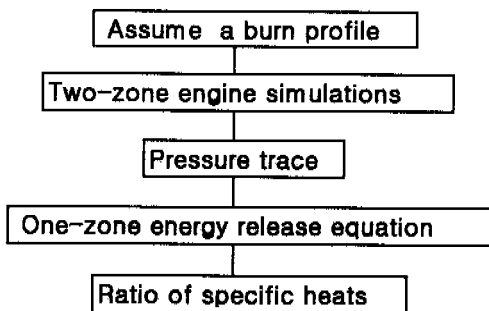 Assume a burn profile
Two-zone engine simulations
Pressure trace
One-zone energy release equation
Ratio of specific heats